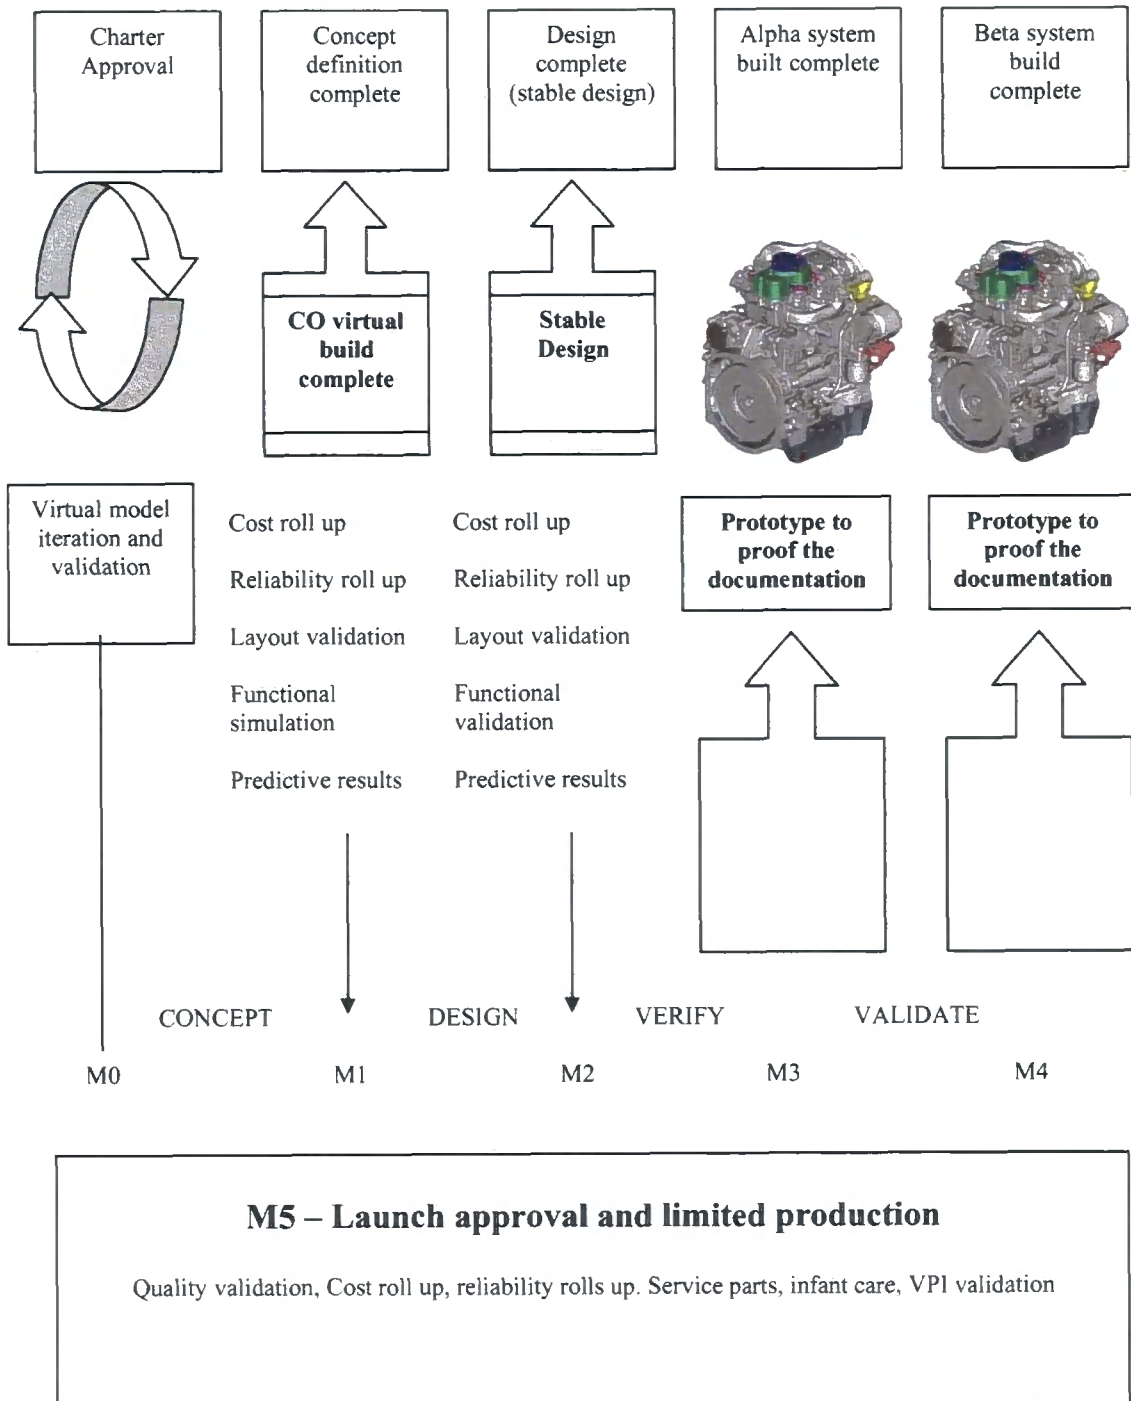 Charter
Approval
Concept
definition
complete
Design
complete
(stable design)
Alpha system
built complete
Beta system
build
complete
CO virtual
build
complete
Stable
Design
Virtual model
iteration and
validation
Cost roll up
Reliability roll up
Layout validation
Functional
simulation
Predictive results
Cost roll up
Reliability roll up
Layout validation
Functional
validation
Predictive results
Prototype to
proof the
documentation
Prototype to
proof the
documentation
CONCEPT DESIGN VERIFY VALIDATE
M0 M1 M2 M3 M4
M5 – Launch approval and limited production
Quality validation, Cost roll up, reliability rolls up. Service parts, infant care, VPI validation